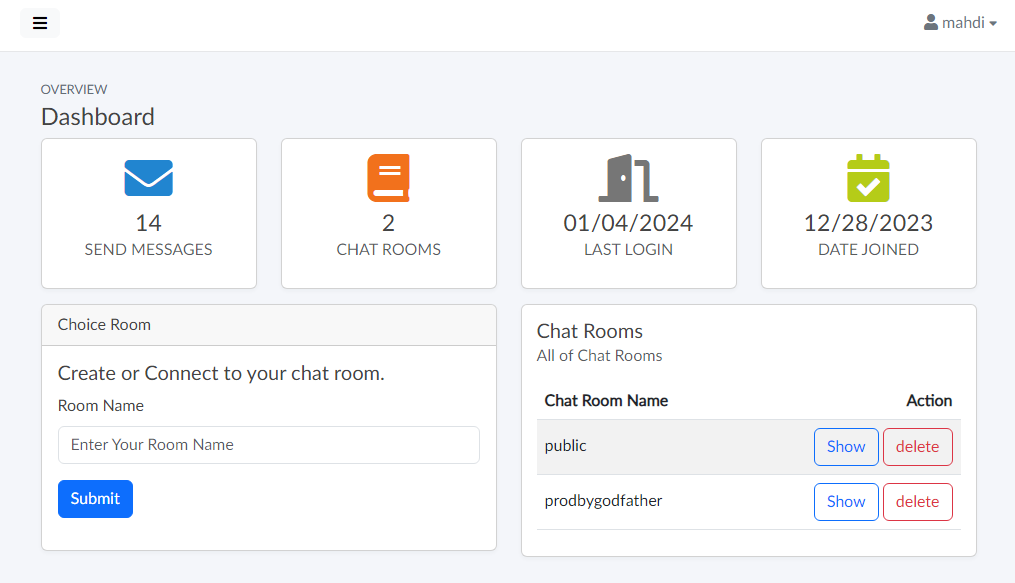 mahdi
OVERVIEW
Dashboard
14
SEND MESSAGES
2
CHAT ROOMS
01/04/2024
LAST LOGIN
12/28/2023
DATE JOINED
Choice Room
Create or Connect to your chat room.
Room Name
Enter Your Room Name
Submit
Chat Rooms
All of Chat Rooms
Chat Room Name Action
public Show delete
prodbygodfather Show delete